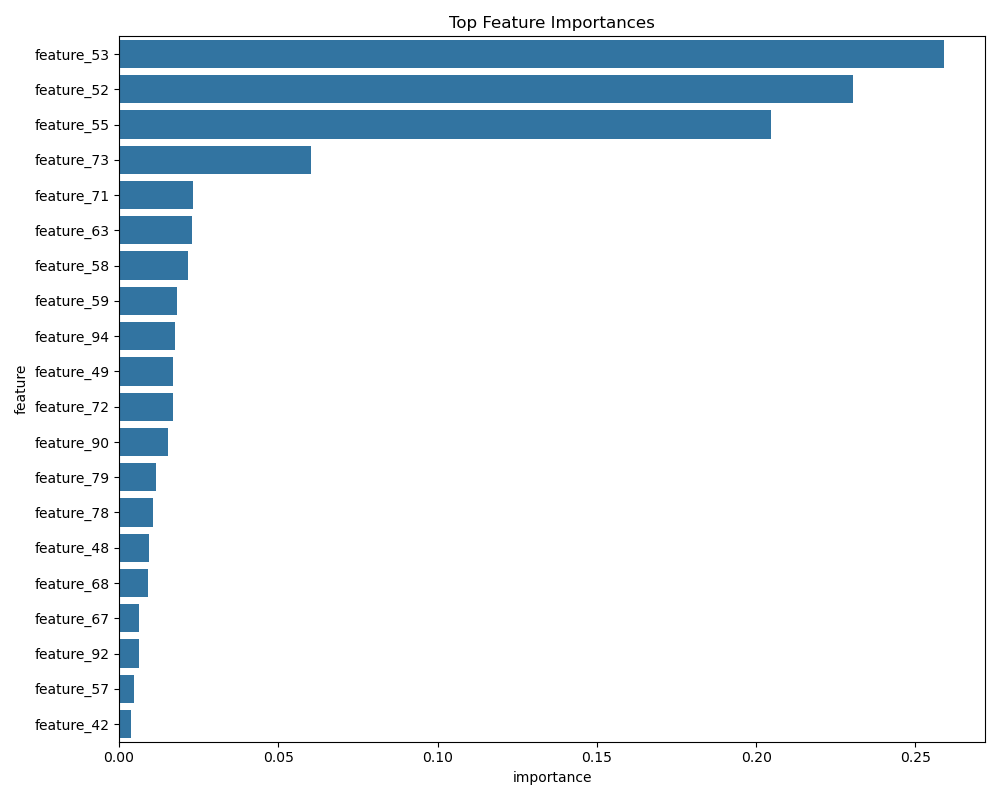 Top Feature Importances
feature_53
feature_52
feature_55
feature_73
feature_71
feature_63
feature_58
feature_59
feature_94
feature_49
feature_72
feature_90
feature_79
feature_78
feature_48
feature_68
feature_67
feature_92
feature_57
feature_42
feature
0.00 0.05 0.10 0.15 0.20 0.25
importance